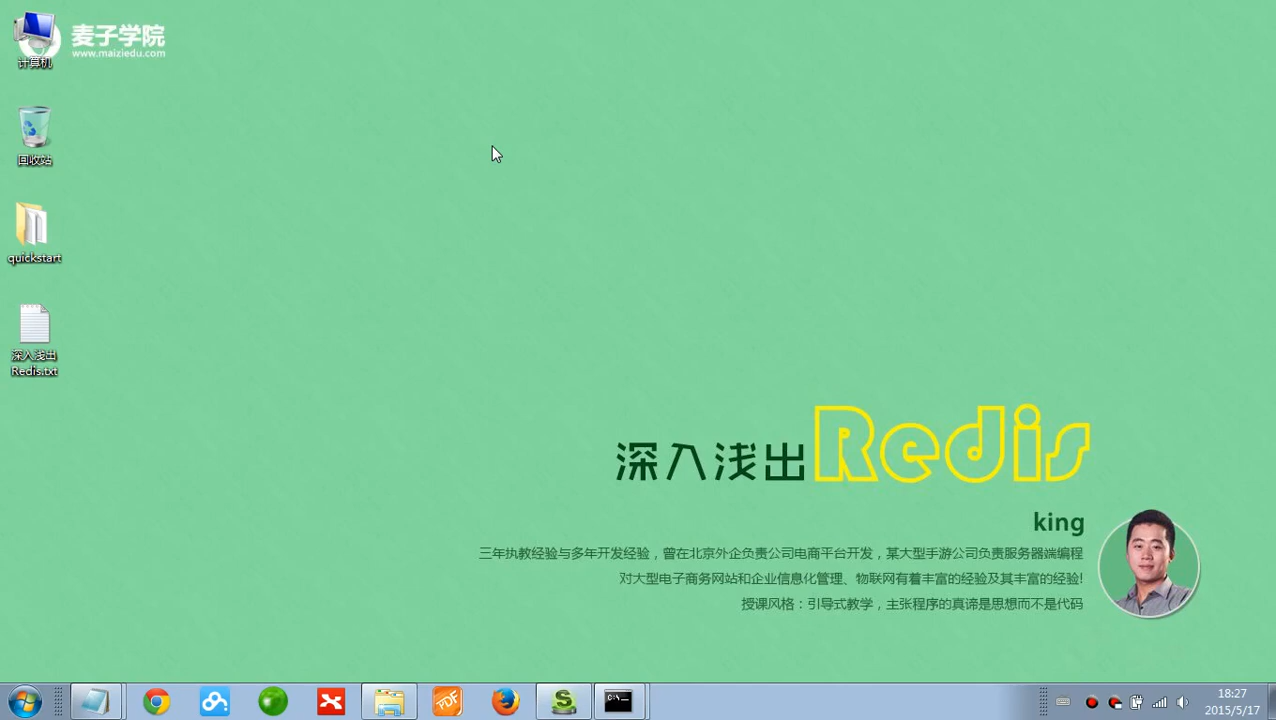 麦子学院
www.maiziedu.com
计算机
回收站
quickstart
深入浅出
Redis.txt
深入浅出Redis
king
三年执教经验与多年开发经验，曾在北京外企负责公司电商平台开发，某大型手游公司负责服务器端编程
对大型电子商务网站和企业信息化管理、物联网有着丰富的经验及其丰富的经验!
授课风格：引导式教学，主张程序的真谛是思想而不是代码
PDF
C:\_
18:27
2015/5/17